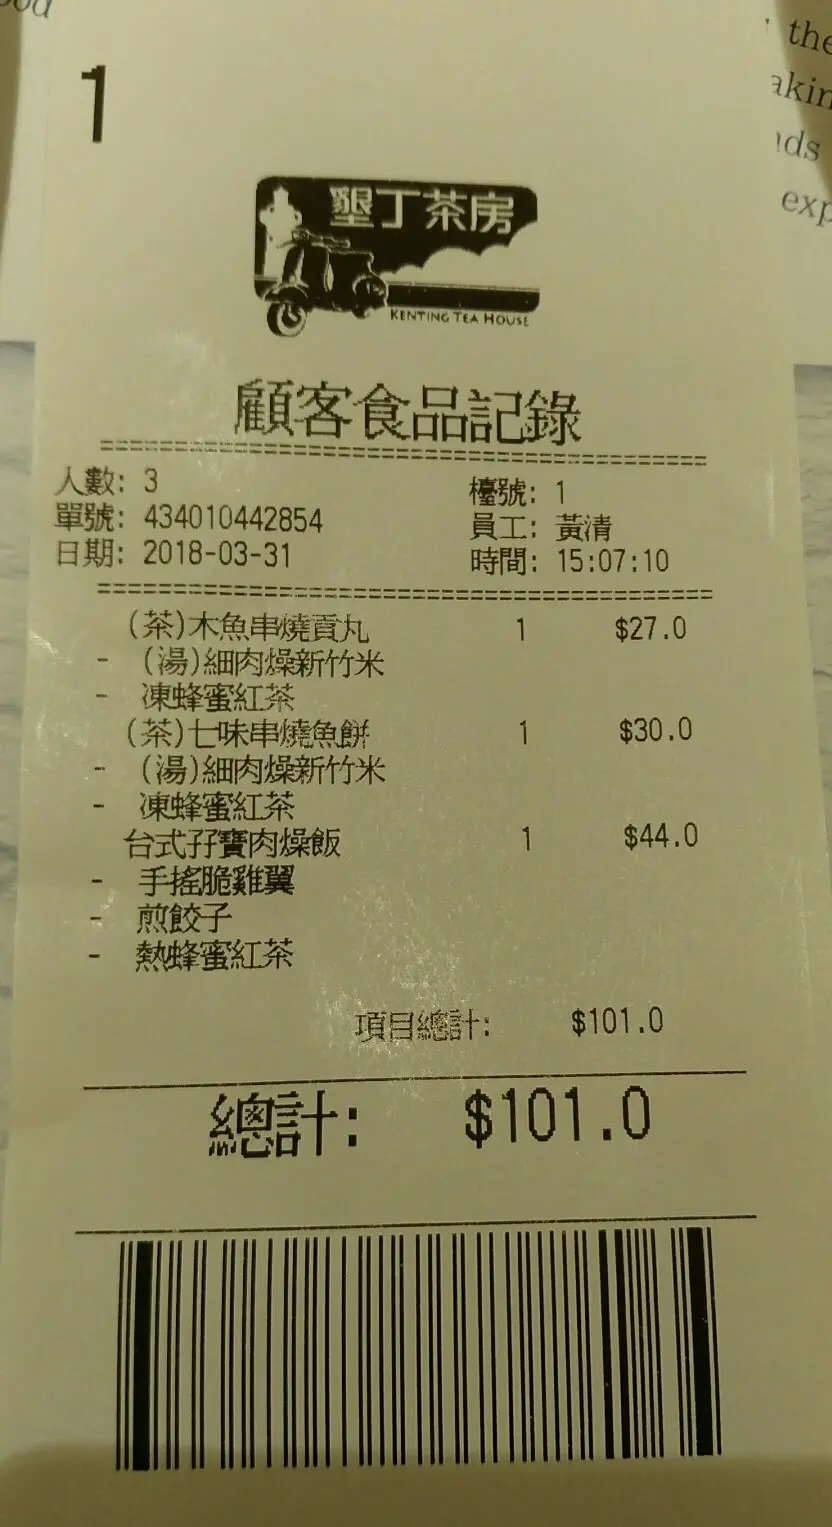 1
墾丁茶房
KENTING TEA HOUSE
顧客食品記錄
人數: 3 檯號: 1
單號: 434010442854 員工: 黃清
日期: 2018-03-31 時間: 15:07:10
(茶)木魚串燒貢丸 1 $27.0
- (湯)細肉燥新竹米
- 凍蜂蜜紅茶
(茶)七味串燒魚餅 1 $30.0
- (湯)細肉燥新竹米
- 凍蜂蜜紅茶
台式孖寶肉燥飯 1 $44.0
- 手搖脆雞翼
- 煎餃子
- 熱蜂蜜紅茶
項目總計: $101.0
總計: $101.0
the
exp